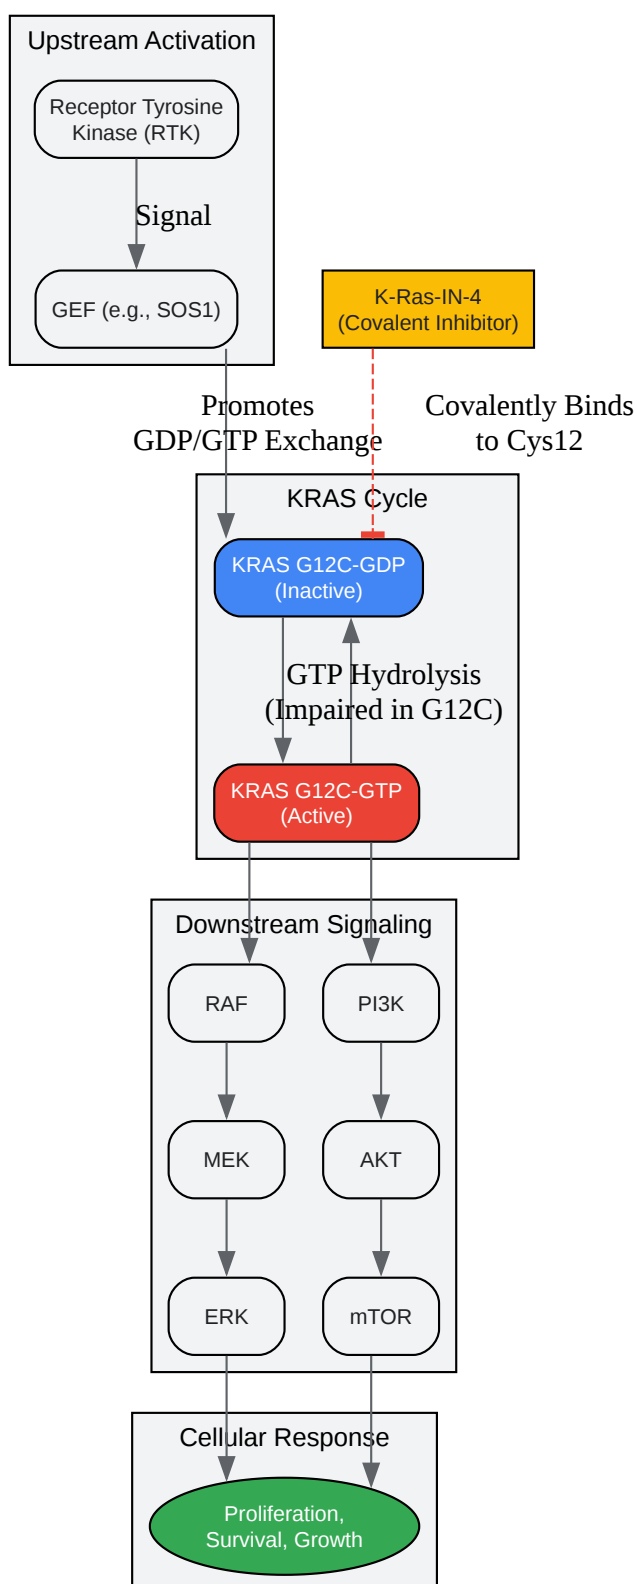 Upstream Activation
Receptor Tyrosine
Kinase (RTK)
Signal
GEF (e.g., SOS1)
K-Ras-IN-4
(Covalent Inhibitor)
Promotes
GDP/GTP Exchange
Covalently Binds
to Cys12
KRAS Cycle
KRAS G12C-GDP
(Inactive)
GTP Hydrolysis
(Impaired in G12C)
KRAS G12C-GTP
(Active)
Downstream Signaling
RAF
PI3K
MEK
AKT
ERK
mTOR
Cellular Response
Proliferation,
Survival, Growth